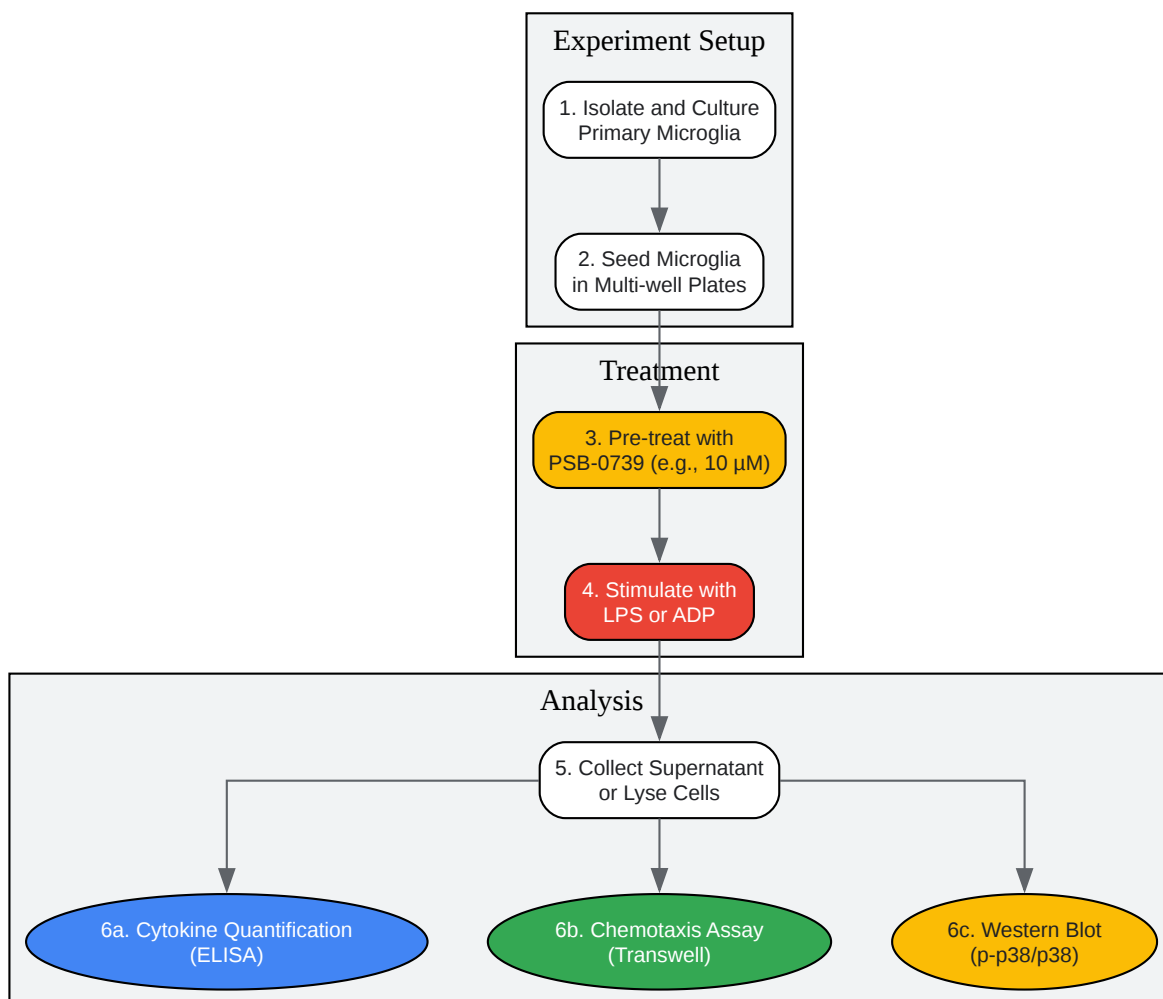 Experiment Setup
1. Isolate and Culture
Primary Microglia
2. Seed Microglia
in Multi-well Plates
Treatment
3. Pre-treat with
PSB-0739 (e.g., 10 µM)
4. Stimulate with
LPS or ADP
Analysis
5. Collect Supernatant
or Lyse Cells
6a. Cytokine Quantification
(ELISA)
6b. Chemotaxis Assay
(Transwell)
6c. Western Blot
(p-p38/p38)